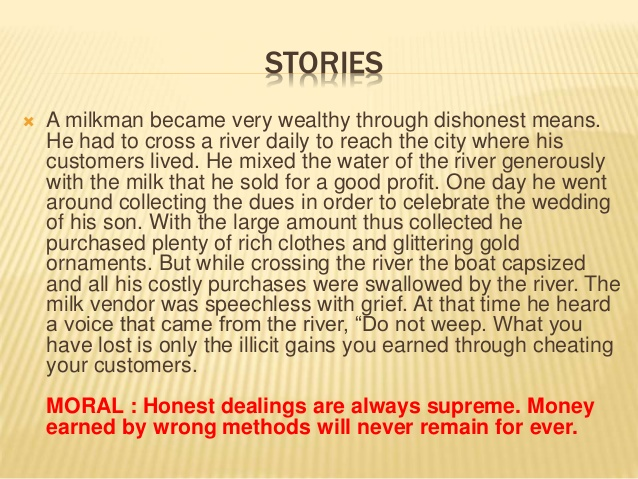 STORIES
A milkman became very wealthy through dishonest means.
He had to cross a river daily to reach the city where his
customers lived. He mixed the water of the river generously
with the milk that he sold for a good profit. One day he went
around collecting the dues in order to celebrate the wedding
of his son. With the large amount thus collected he
purchased plenty of rich clothes and glittering gold
ornaments. But while crossing the river the boat capsized
and all his costly purchases were swallowed by the river. The
milk vendor was speechless with grief. At that time he heard
a voice that came from the river, “Do not weep. What you
have lost is only the illicit gains you earned through cheating
your customers.
MORAL : Honest dealings are always supreme. Money
earned by wrong methods will never remain for ever.